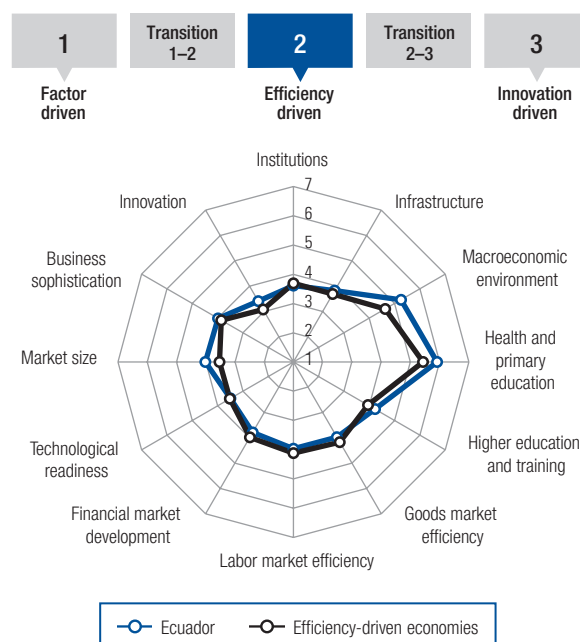 1
Transition
1–2
2
Transition
2–3
3
Factor
driven
Efficiency
driven
Innovation
driven
Institutions
7
6
5
4
3
2
1
Infrastructure
Macroeconomic
environment
Health and
primary
education
Higher education
and training
Goods market
efficiency
Labor market efficiency
Financial market
development
Technological
readiness
Market size
Business
sophistication
Innovation
Ecuador
Efficiency-driven economies